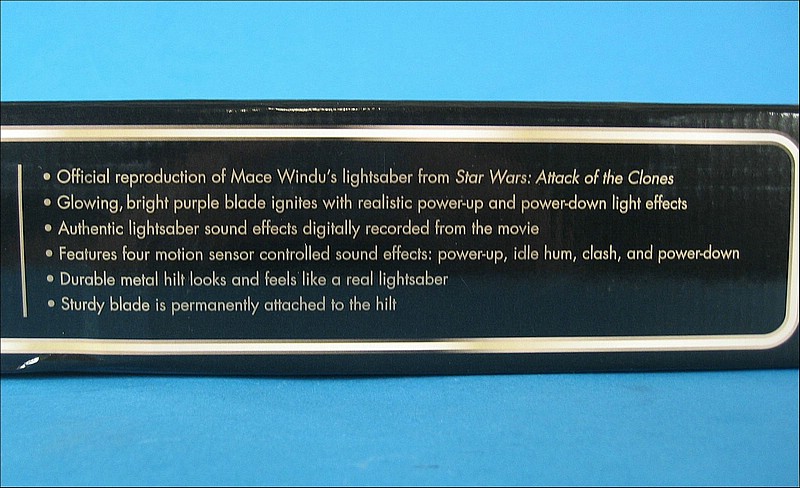 • Official reproduction of Mace Windu's lightsaber from Star Wars: Attack of the Clones
• Glowing, bright purple blade ignites with realistic power-up and power-down light effects
• Authentic lightsaber sound effects digitally recorded from the movie
• Features four motion sensor controlled sound effects: power-up, idle hum, clash, and power-down
• Durable metal hilt looks and feels like a real lightsaber
• Sturdy blade is permanently attached to the hilt